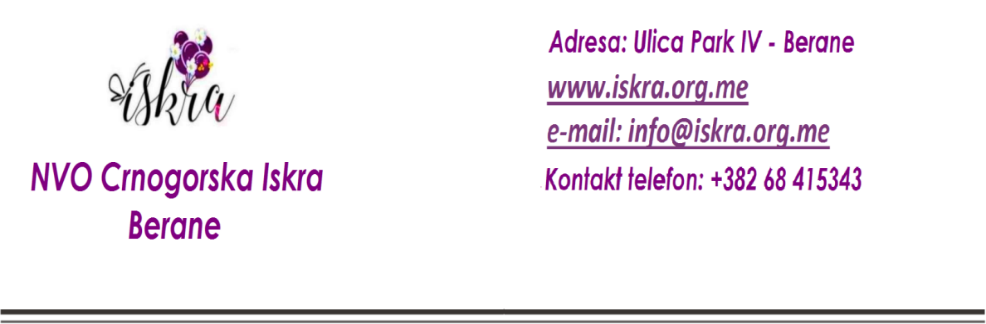 iskra
NVO Crnogorska Iskra
Berane
Adresa: Ulica Park IV - Berane
www.iskra.org.me
e-mail: info@iskra.org.me
Kontakt telefon: +382 68 415343